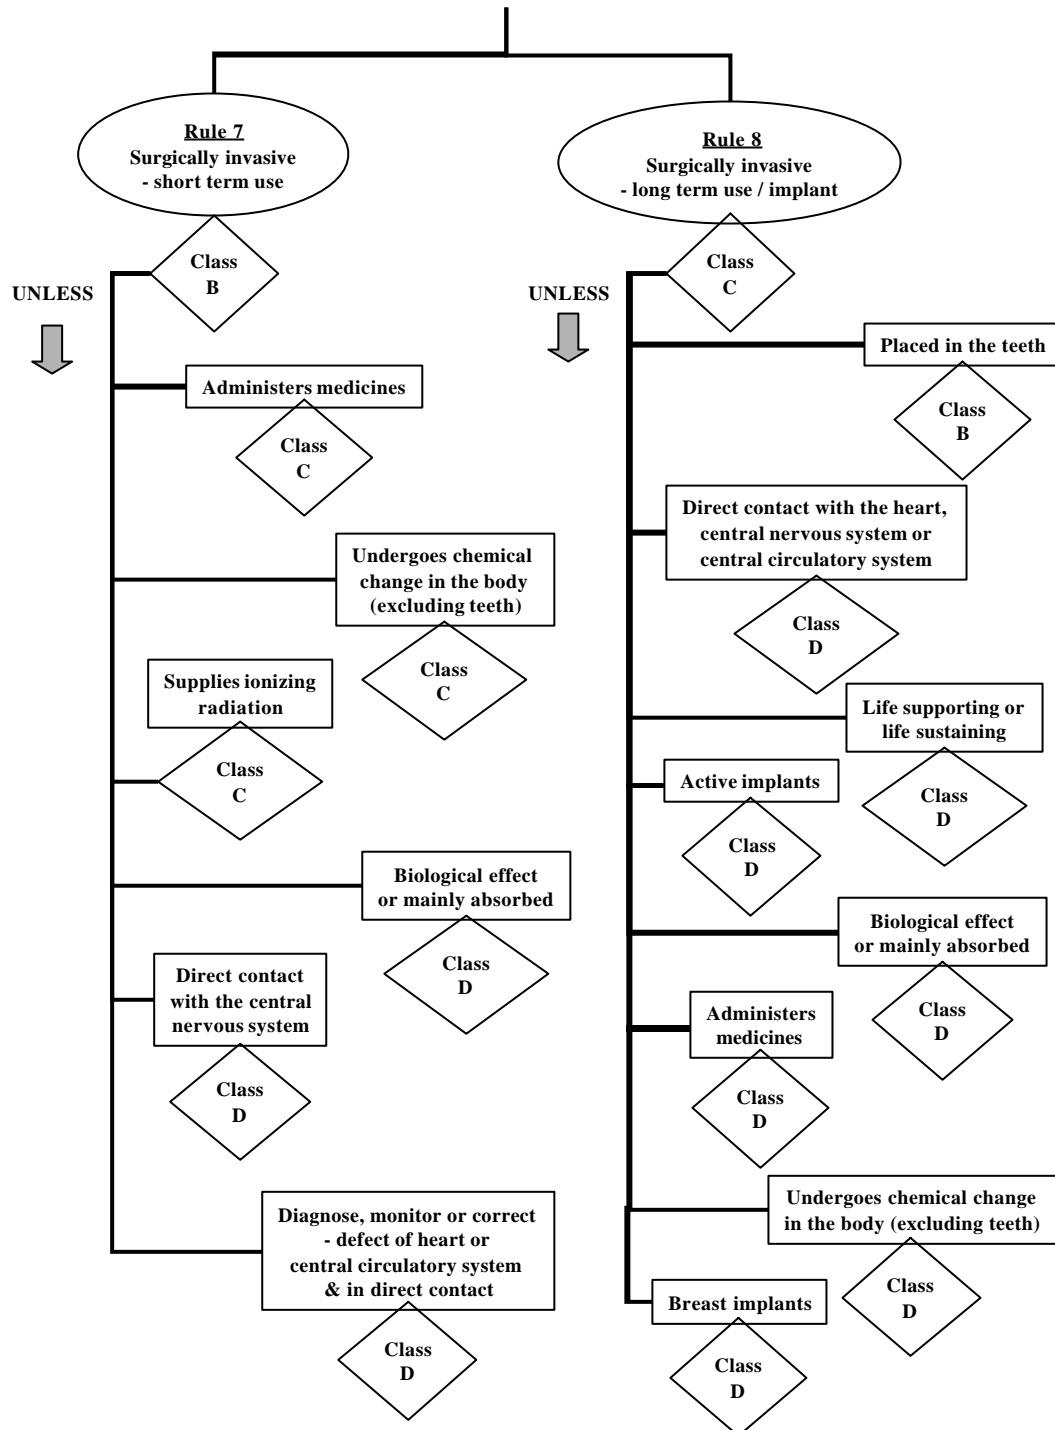 Rule 7
Surgically invasive
- short term use
Class
B
UNLESS
Administers medicines
Class
C
Undergoes chemical
change in the body
(excluding teeth)
Class
C
Supplies ionizing
radiation
Class
C
Biological effect
or mainly absorbed
Class
D
Direct contact
with the central
nervous system
Class
D
Diagnose, monitor or correct
- defect of heart or
central circulatory system
& in direct contact
Class
D
Rule 8
Surgically invasive
- long term use / implant
Class
C
UNLESS
Placed in the teeth
Class
B
Direct contact with the heart,
central nervous system or
central circulatory system
Class
D
Life supporting or
life sustaining
Class
D
Active implants
Class
D
Biological effect
or mainly absorbed
Class
D
Administers
medicines
Class
D
Undergoes chemical change
in the body (excluding teeth)
Class
D
Breast implants
Class
D